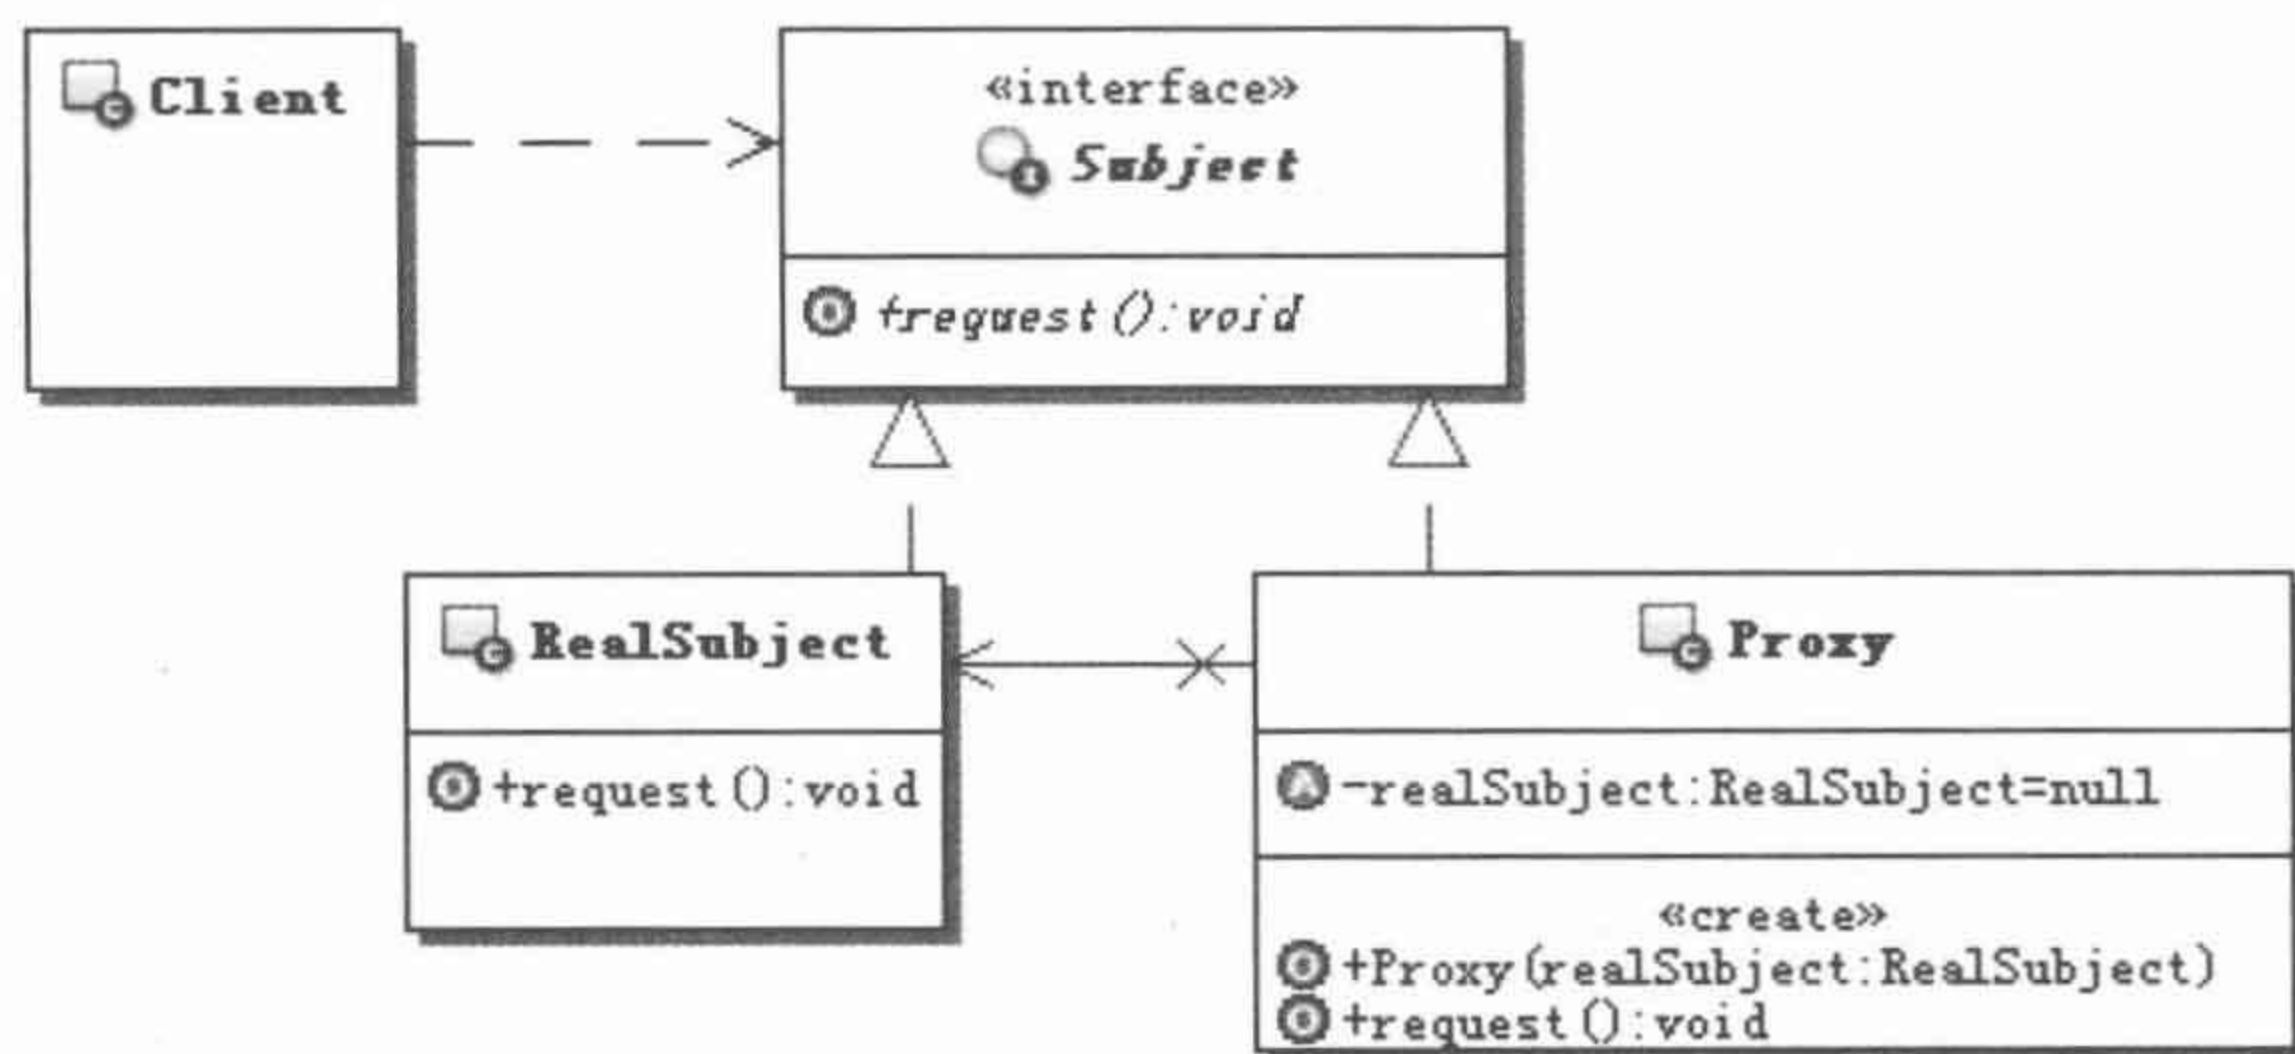 Client
«interface»
Subject
+request():void
RealSubject
+request():void
Proxy
-realSubject:RealSubject=null
«create»
+Proxy(realSubject:RealSubject)
+request():void